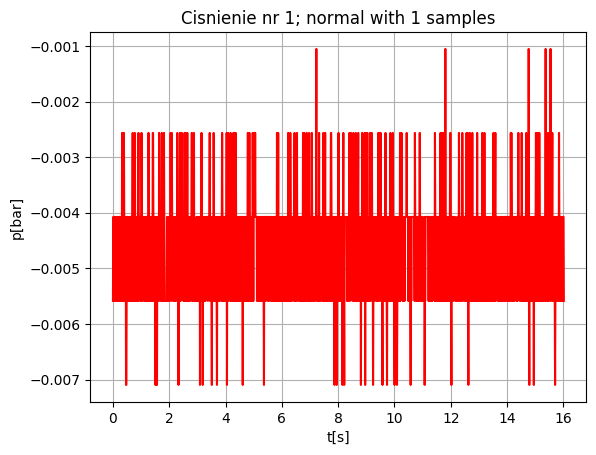 Cisnienie nr 1; normal with 1 samples
−0.001
−0.002
−0.003
−0.004
−0.005
−0.006
−0.007
p[bar]
0 2 4 6 8 10 12 14 16
t[s]